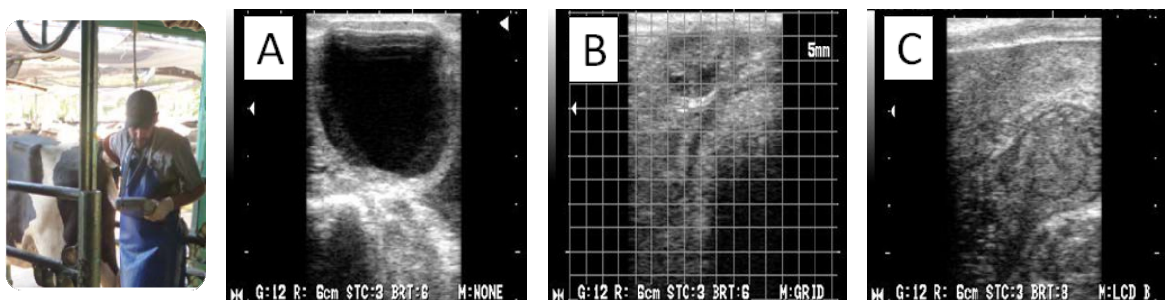 A
G:12 R: 6cm STC:3 BRT:6 M:NONE
B
5mm
G:12 R: 6cm STC:3 BRT:6 M:GRID
C
G:12 R: 6cm STC:3 BRT:8 M:LCD B